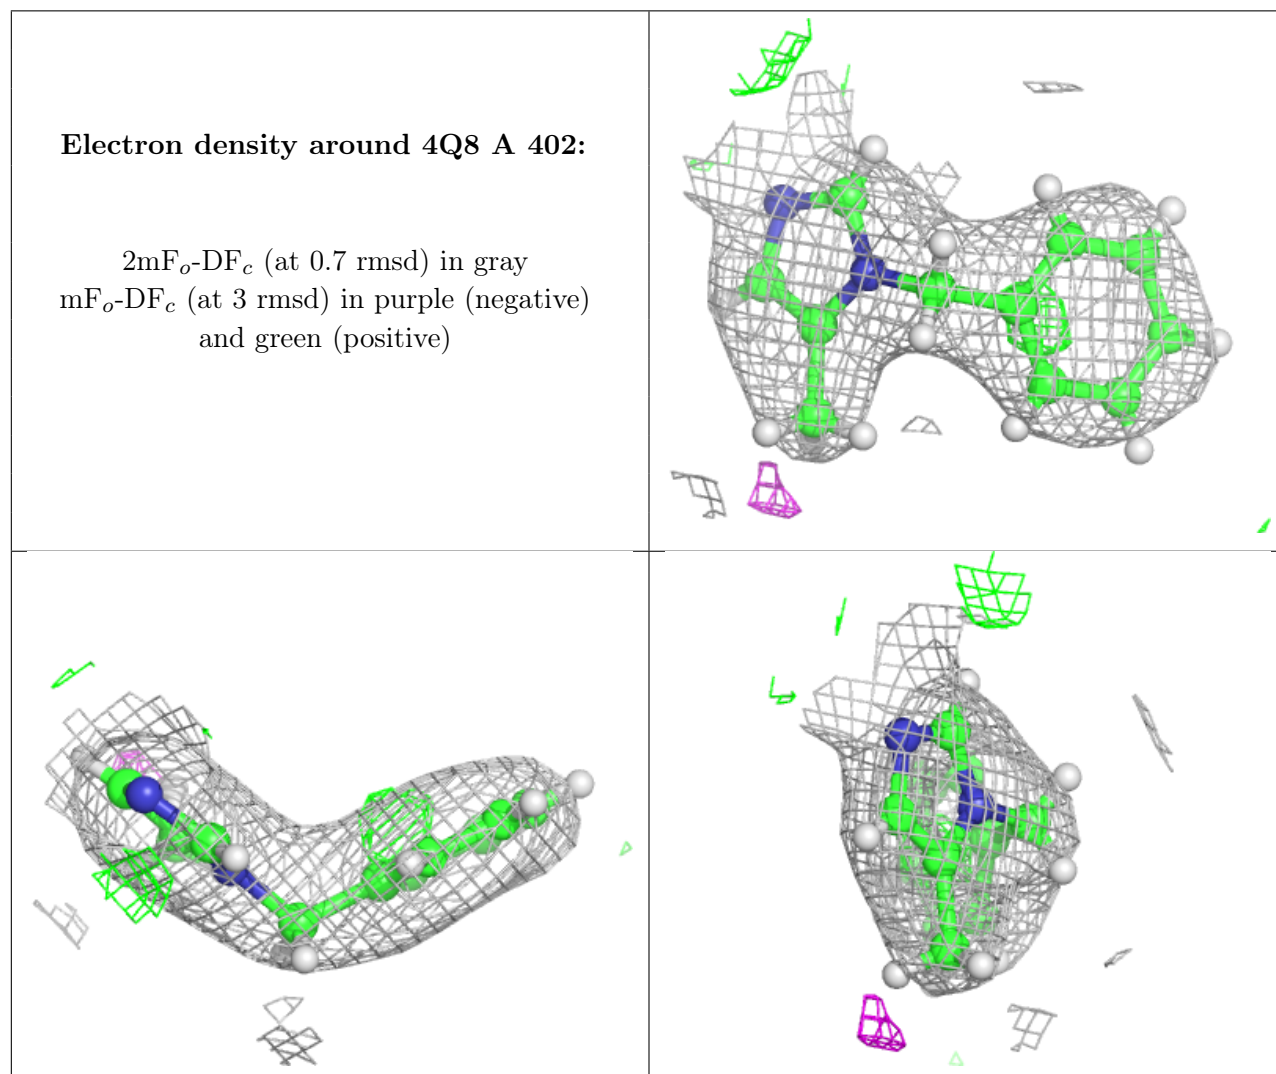 Electron density around 4Q8 A 402:
2mFo-DFc (at 0.7 rmsd) in gray
mFo-DFc (at 3 rmsd) in purple (negative)
and green (positive)